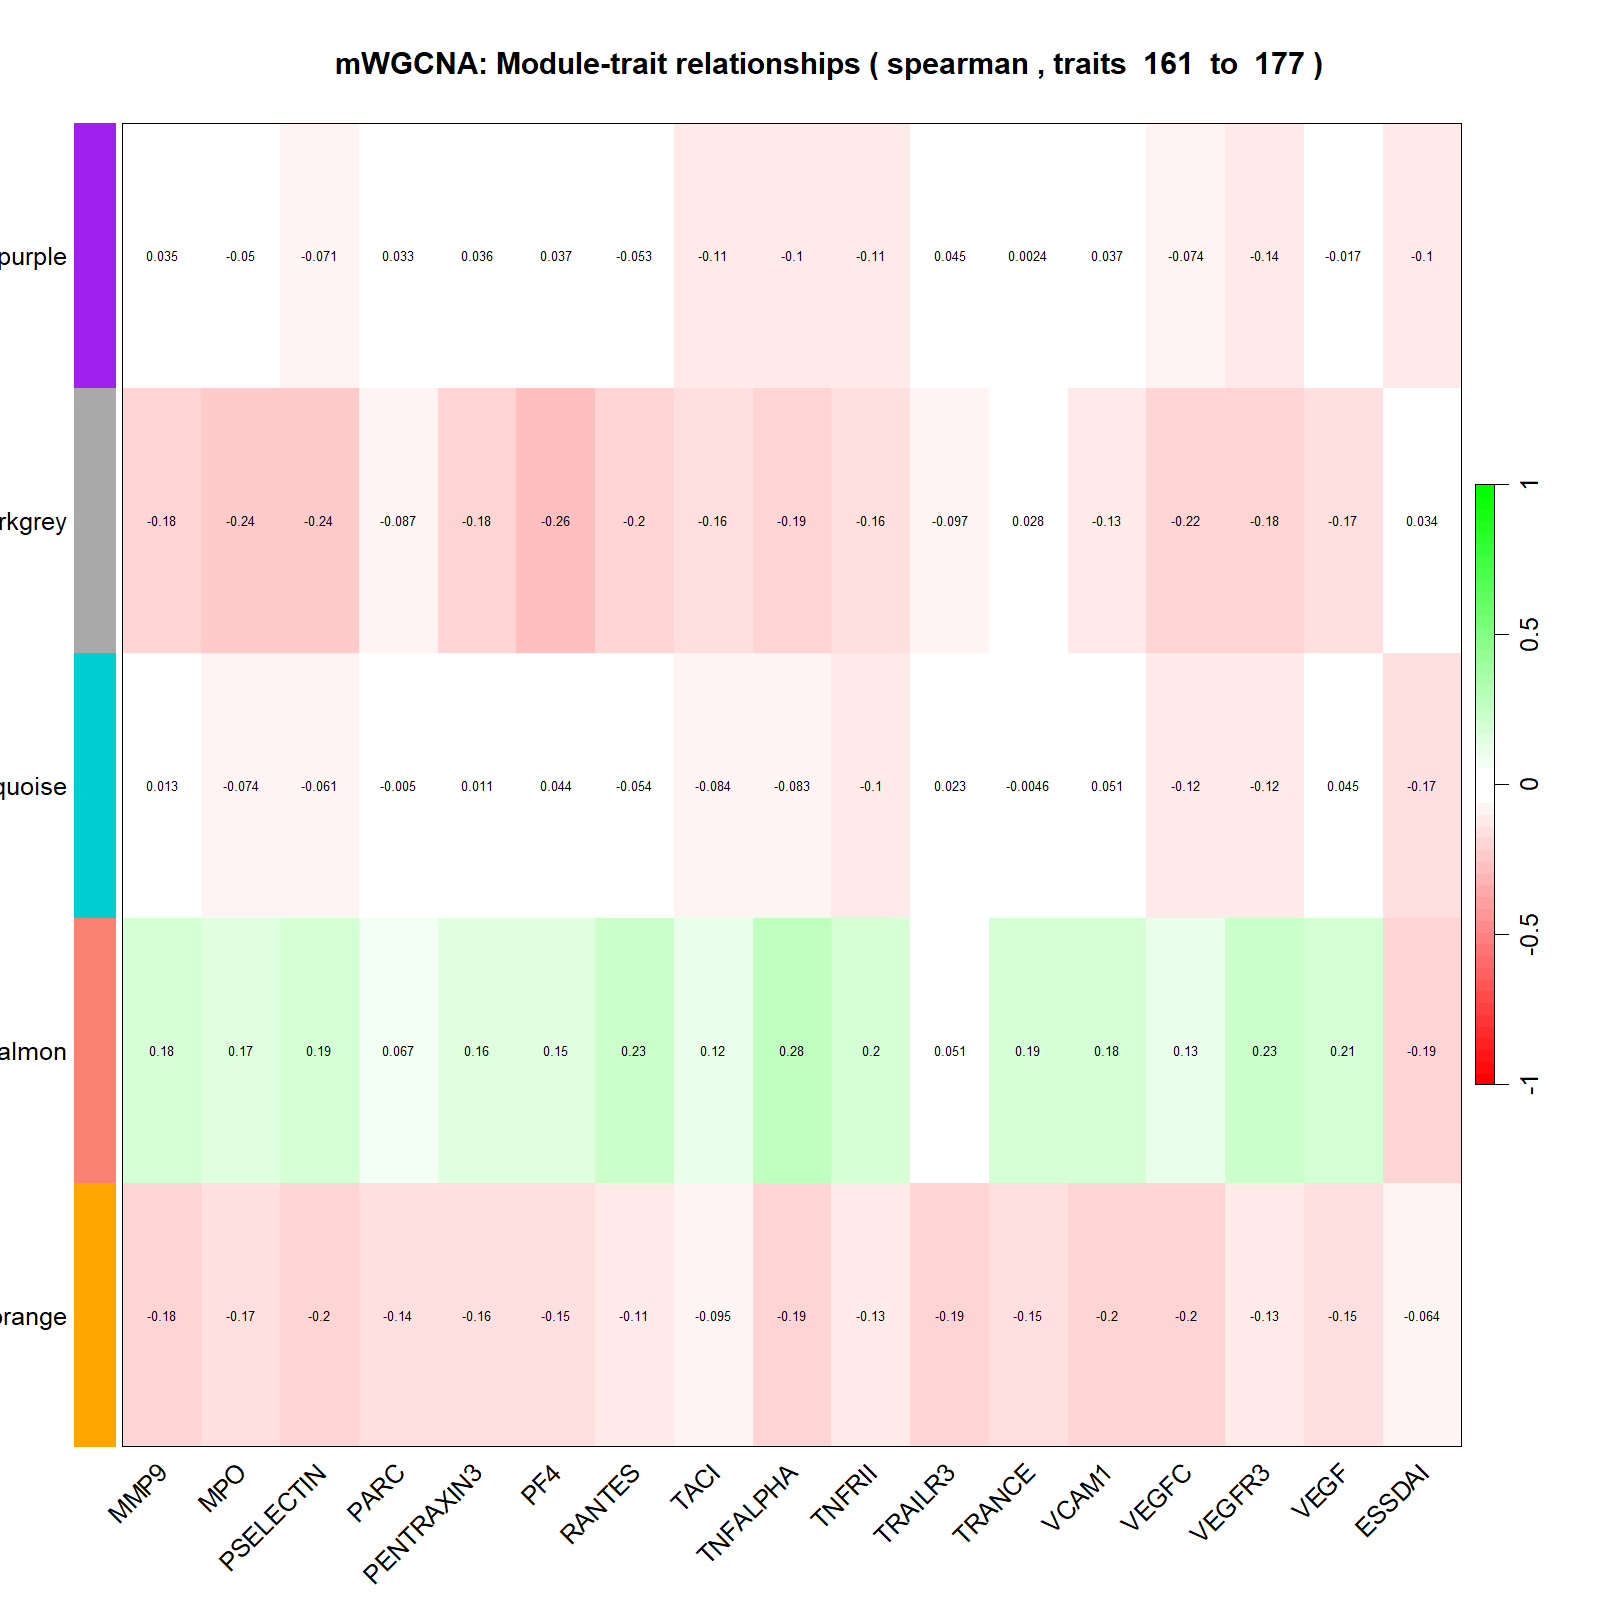 mWGCNA: Module-trait relationships ( spearman , traits  161  to  177 )
purple 0.035 -0.05 -0.071 0.033 0.036 0.037 -0.053 -0.11 -0.1 -0.11 0.045 0.0024 0.037 -0.074 -0.14 -0.017 -0.1
rkgrey -0.18 -0.24 -0.24 -0.087 -0.18 -0.26 -0.2 -0.16 -0.19 -0.16 -0.097 0.028 -0.13 -0.22 -0.18 -0.17 0.034
quoise 0.013 -0.074 -0.061 -0.005 0.011 0.044 -0.054 -0.084 -0.083 -0.1 0.023 -0.0046 0.051 -0.12 -0.12 0.045 -0.17
almon 0.18 0.17 0.19 0.067 0.16 0.15 0.23 0.12 0.28 0.2 0.051 0.19 0.18 0.13 0.23 0.21 -0.19
orange -0.18 -0.17 -0.2 -0.14 -0.16 -0.15 -0.11 -0.095 -0.19 -0.13 -0.19 -0.15 -0.2 -0.2 -0.13 -0.15 -0.064
MMP9 MPO PSELECTIN PARC PENTRAXIN3 PF4 RANTES TACI TNFALPHA TNFRII TRAILR3 TRANCE VCAM1 VEGFC VEGFR3 VEGF ESSDAI
1
0.5
0
-0.5
-1